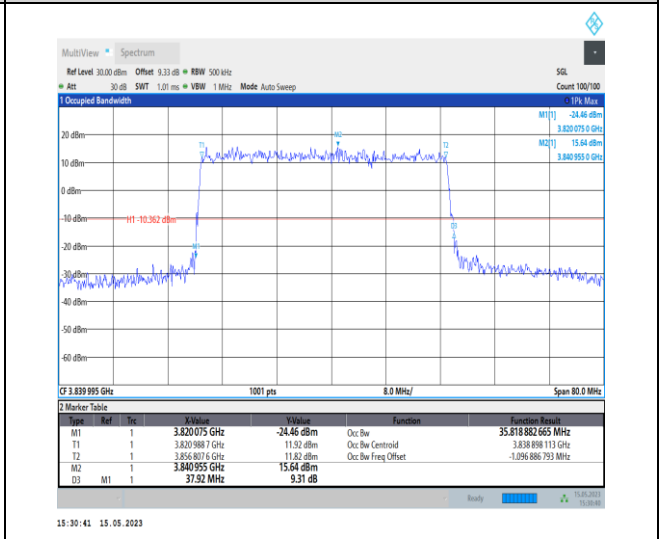 MultiView Spectrum
Ref Level 30.00 dBm Offset 9.33 dB RBW 500 kHz SGL
Att 30 dB SWT 1.01 ms VBW 1 MHz Mode Auto Sweep Count 100/100
1 Occupied Bandwidth 1Pk Max
M1[1] -24.46 dBm
3.820 075 0 GHz
M2[1] 15.64 dBm
3.840 955 0 GHz
20 dBm
T1 M2 T2
10 dBm
0 dBm
-10 dBm
H1 -10.362 dBm
D3
-20 dBm
M1
-30 dBm
-40 dBm
-50 dBm
-60 dBm
CF 3.839 995 GHz 1001 pts 8.0 MHz/ Span 80.0 MHz
2 Marker Table
Type Ref Trc X-Value Y-Value Function Function Result
M1 1 3.820 075 GHz -24.46 dBm Occ Bw 35.818 882 665 MHz
T1 1 3.820 988 7 GHz 11.92 dBm Occ Bw Centroid 3.838 898 113 GHz
T2 1 3.856 807 6 GHz 11.82 dBm Occ Bw Freq Offset -1.096 886 793 MHz
M2 1 3.840 955 GHz 15.64 dBm
D3 M1 1 37.92 MHz 9.31 dB
Ready 15.05.2023
15:30:40
15:30:41 15.05.2023